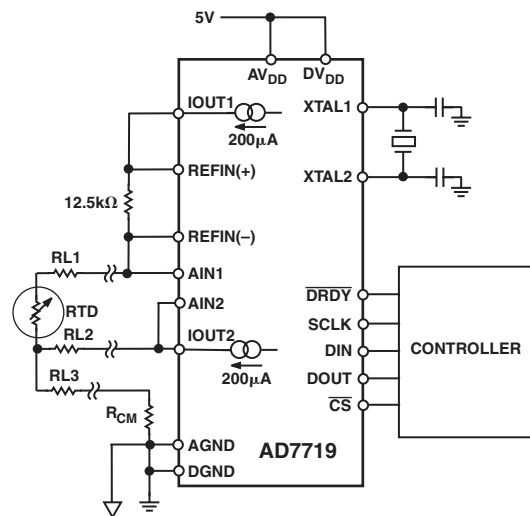 5V
AVDD
DVDD
IOUT1
200µA
XTAL1
REFIN(+)
XTAL2
12.5kΩ
REFIN(–)
RL1
AIN1
AIN2
RTD
RL2
IOUT2
200µA
RL3
RCM
AGND
DGND
AD7719
DRDY
SCLK
DIN
DOUT
CS
CONTROLLER